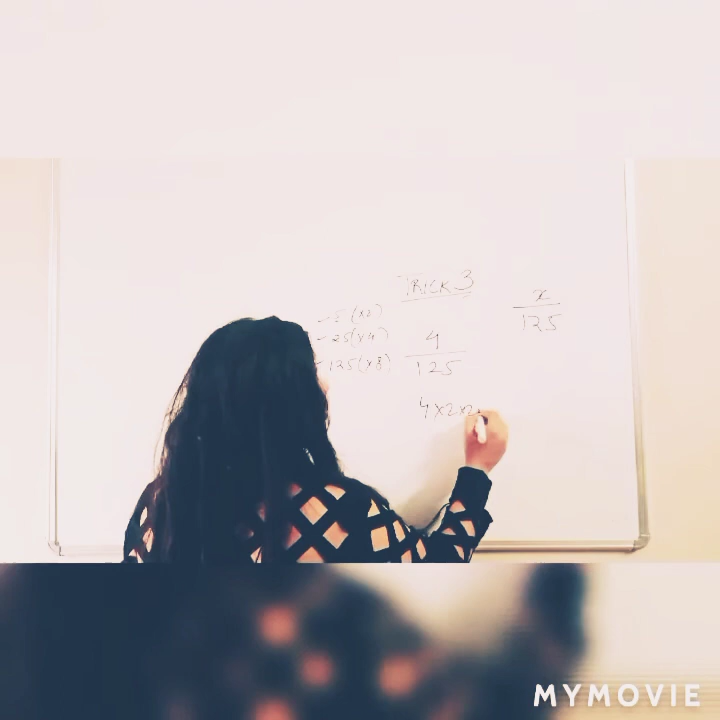 TRICK 3
x
125
- 5 (x2)
- 25(x4)
- 125(x8)
4
125
4x2x2
MYMOVIE